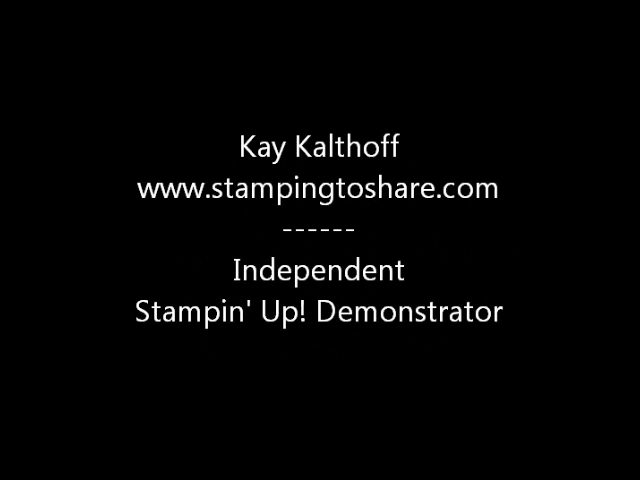 Kay Kalthoff
www.stampingtoshare.com
------
Independent
Stampin' Up! Demonstrator